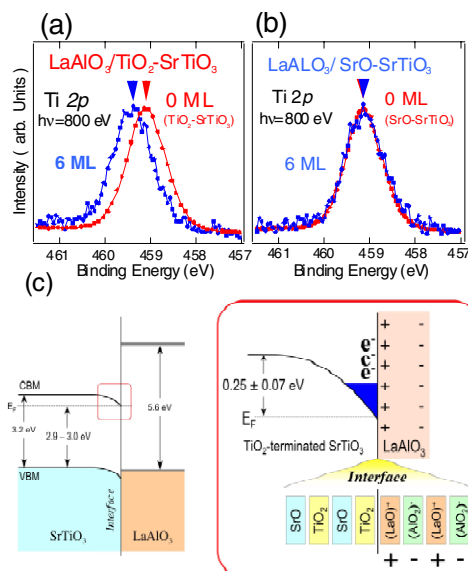 (a)
LaAlO3/TiO2-SrTiO3
Ti 2p
hν=800 eV
0 ML
(TiO2-SrTiO3)
6 ML
Intensity ( arb. Units)
461 460 459 458 457
Binding Energy (eV)
(b)
LaALO3/ SrO-SrTiO3
Ti 2p
hν=800 eV
0 ML
(SrO-SrTiO3)
6 ML
461 460 459 458 457
Binding Energy (eV)
(c)
CBM
EF
3.2 eV
2.9 – 3.0 eV
5.6 eV
VBM
Interface
SrTiO3
LaAlO3
0.25 ± 0.07 eV
EF
e-
e-
e-
+ -
+ -
+ -
+ -
+ -
+ -
TiO2-terminated SrTiO3
LaAlO3
Interface
SrO
TiO2
SrO
TiO2
(LaO)+
(AlO2)-
(LaO)+
(AlO2)-
+ - + -